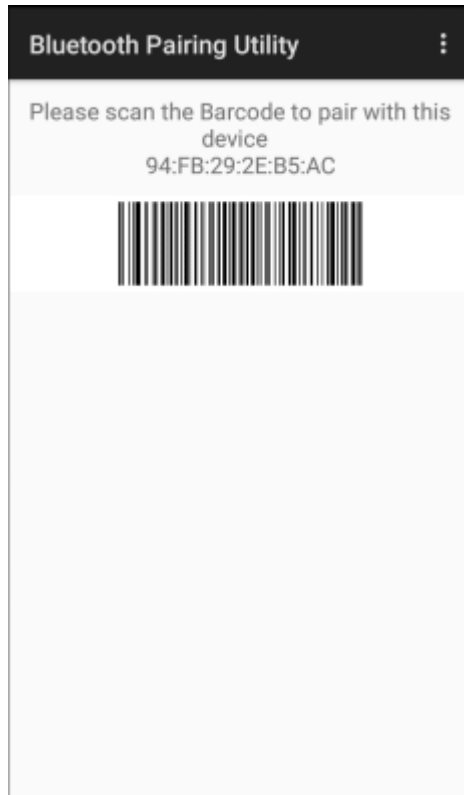 Bluetooth Pairing Utility
Please scan the Barcode to pair with this
device
94:FB:29:2E:B5:AC